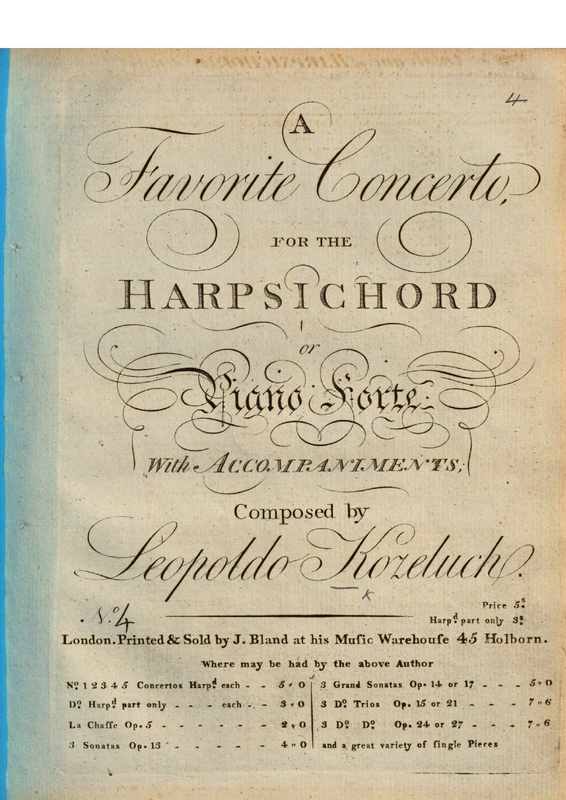 4
A
Favorite Concerto,
FOR THE
HARPSICHORD
or
Piano Forte
With ACCOMPANIMENTS,
Composed by
Leopoldo Kozeluch.
K
Price 5s
Harpd. part only 3s
No. 4
London. Printed & Sold by J. Bland at his Muſic Warehouſe 45 Holborn.
Where may be had by the above Author
No. 1 2 3 4 5 Concertos Harpd. each - - 5 " 0
Do. Harpd. part only - - - each - - 3 " 0
La Chaſſe Op. 5 - - - - - - 2 " 0
3 Sonatas Op. 13 - - - - - - 4 " 0
3 Grand Sonatas Op. 14 or 17 - - - 5 " 0
3 Do. Trios Op. 15 or 21 - - - 7 " 6
3 Do. Do. Op. 24 or 27 - - - 7 " 6
and a great variety of ſingle Pieces